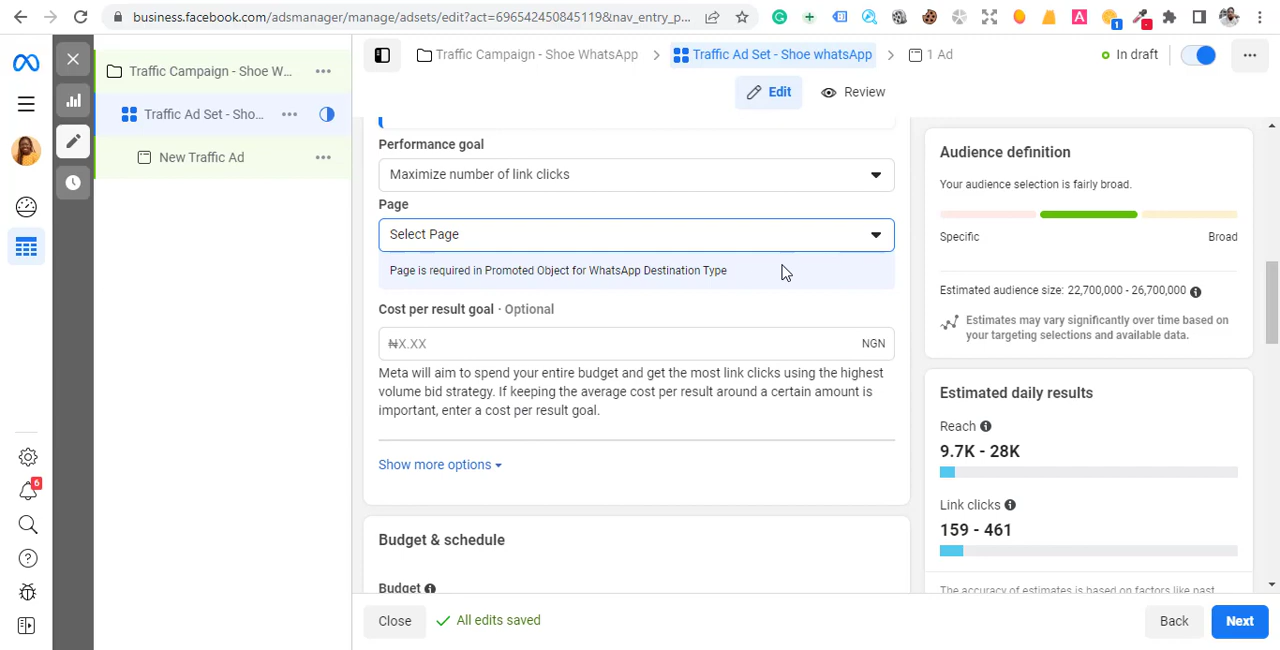 business.facebook.com/adsmanager/manage/adsets/edit?act=696542450845119&nav_entry_p...
1
Traffic Campaign - Shoe W...
Traffic Ad Set - Sho...
New Traffic Ad
6
Traffic Campaign - Shoe WhatsApp
Traffic Ad Set - Shoe whatsApp
1 Ad
In draft
Edit
Review
Performance goal
Maximize number of link clicks
Page
Select Page
Page is required in Promoted Object for WhatsApp Destination Type
Cost per result goal · Optional
₦X.XX
NGN
Meta will aim to spend your entire budget and get the most link clicks using the highest
volume bid strategy. If keeping the average cost per result around a certain amount is
important, enter a cost per result goal.
Show more options
Budget & schedule
Budget
Audience definition
Your audience selection is fairly broad.
Specific
Broad
Estimated audience size: 22,700,000 - 26,700,000
Estimates may vary significantly over time based on
your targeting selections and available data.
Estimated daily results
Reach
9.7K - 28K
Link clicks
159 - 461
The accuracy of estimates is based on factors like past
Close
All edits saved
Back
Next